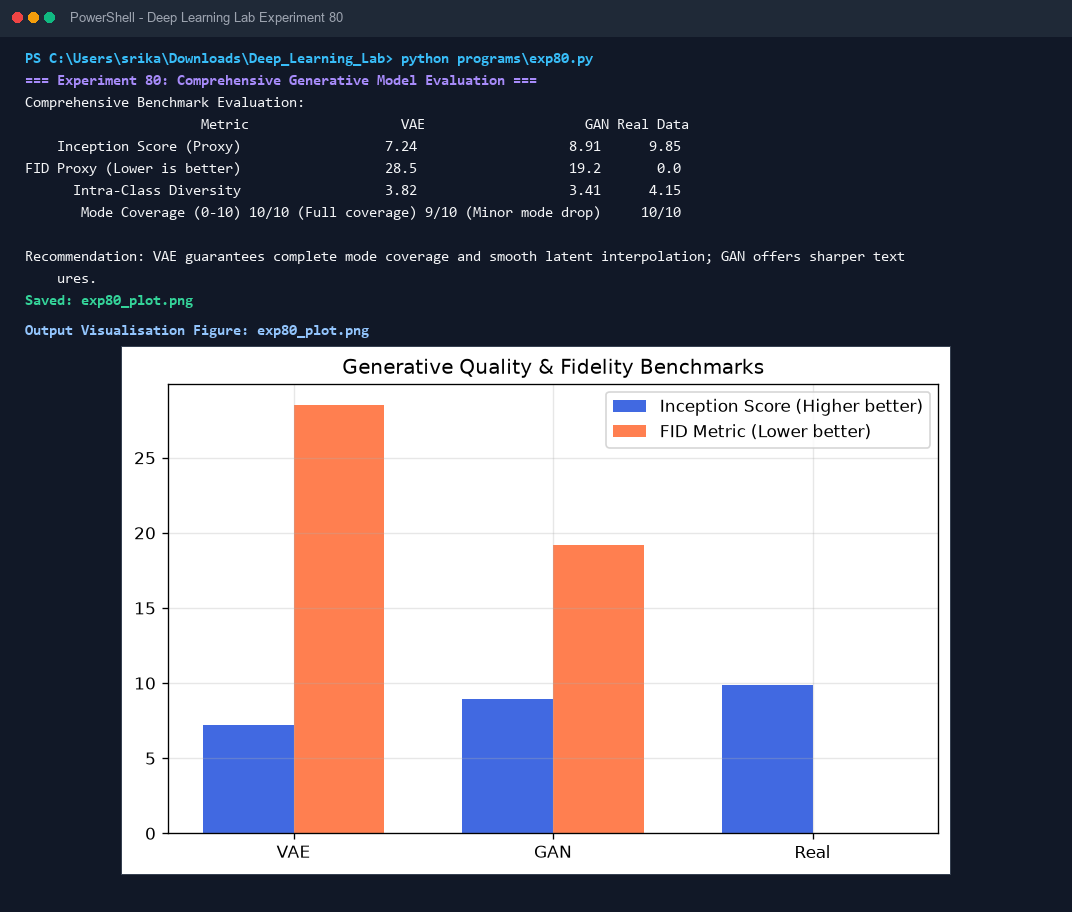 PowerShell - Deep Learning Lab Experiment 80
PS C:\Users\srika\Downloads\Deep_Learning_Lab> python programs\exp80.py
=== Experiment 80: Comprehensive Generative Model Evaluation ===
Comprehensive Benchmark Evaluation:
Metric VAE GAN Real Data
Inception Score (Proxy) 7.24 8.91 9.85
FID Proxy (Lower is better) 28.5 19.2 0.0
Intra-Class Diversity 3.82 3.41 4.15
Mode Coverage (0-10) 10/10 (Full coverage) 9/10 (Minor mode drop) 10/10
Recommendation: VAE guarantees complete mode coverage and smooth latent interpolation; GAN offers sharper text
ures.
Saved: exp80_plot.png
Output Visualisation Figure: exp80_plot.png
Generative Quality & Fidelity Benchmarks
Inception Score (Higher better)
FID Metric (Lower better)
25
20
15
10
5
0
VAE GAN Real